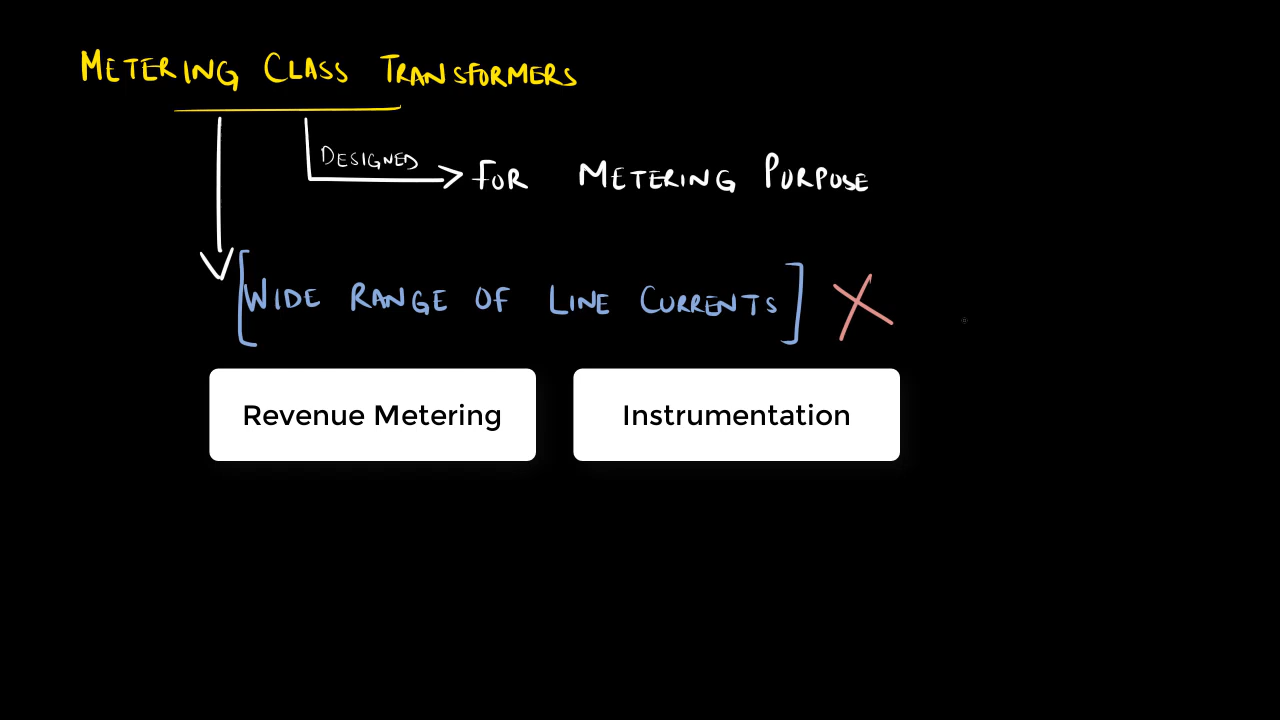 METERING CLASS TRANSFORMERS
DESIGNED
FOR METERING PURPOSE
[WIDE RANGE OF LINE CURRENTS] X
Revenue Metering
Instrumentation